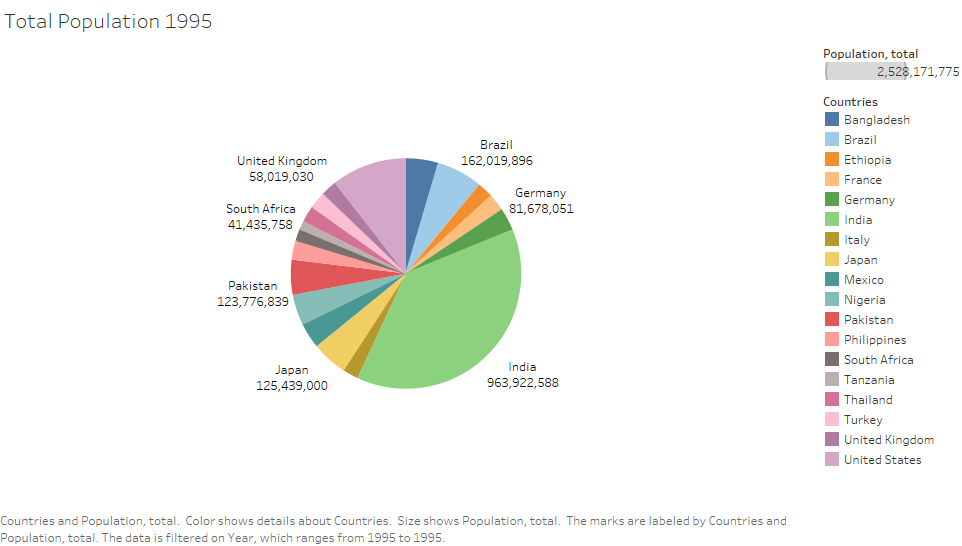 Total Population 1995
Population, total
2,528,171,775
Countries
Bangladesh
Brazil
Ethiopia
France
Germany
India
Italy
Japan
Mexico
Nigeria
Pakistan
Philippines
South Africa
Tanzania
Thailand
Turkey
United Kingdom
United States
Brazil
162,019,896
United Kingdom
58,019,030
Germany
81,678,051
South Africa
41,435,758
Pakistan
123,776,839
India
963,922,588
Japan
125,439,000
Countries and Population, total.  Color shows details about Countries.  Size shows Population, total.  The marks are labeled by Countries and
Population, total. The data is filtered on Year, which ranges from 1995 to 1995.